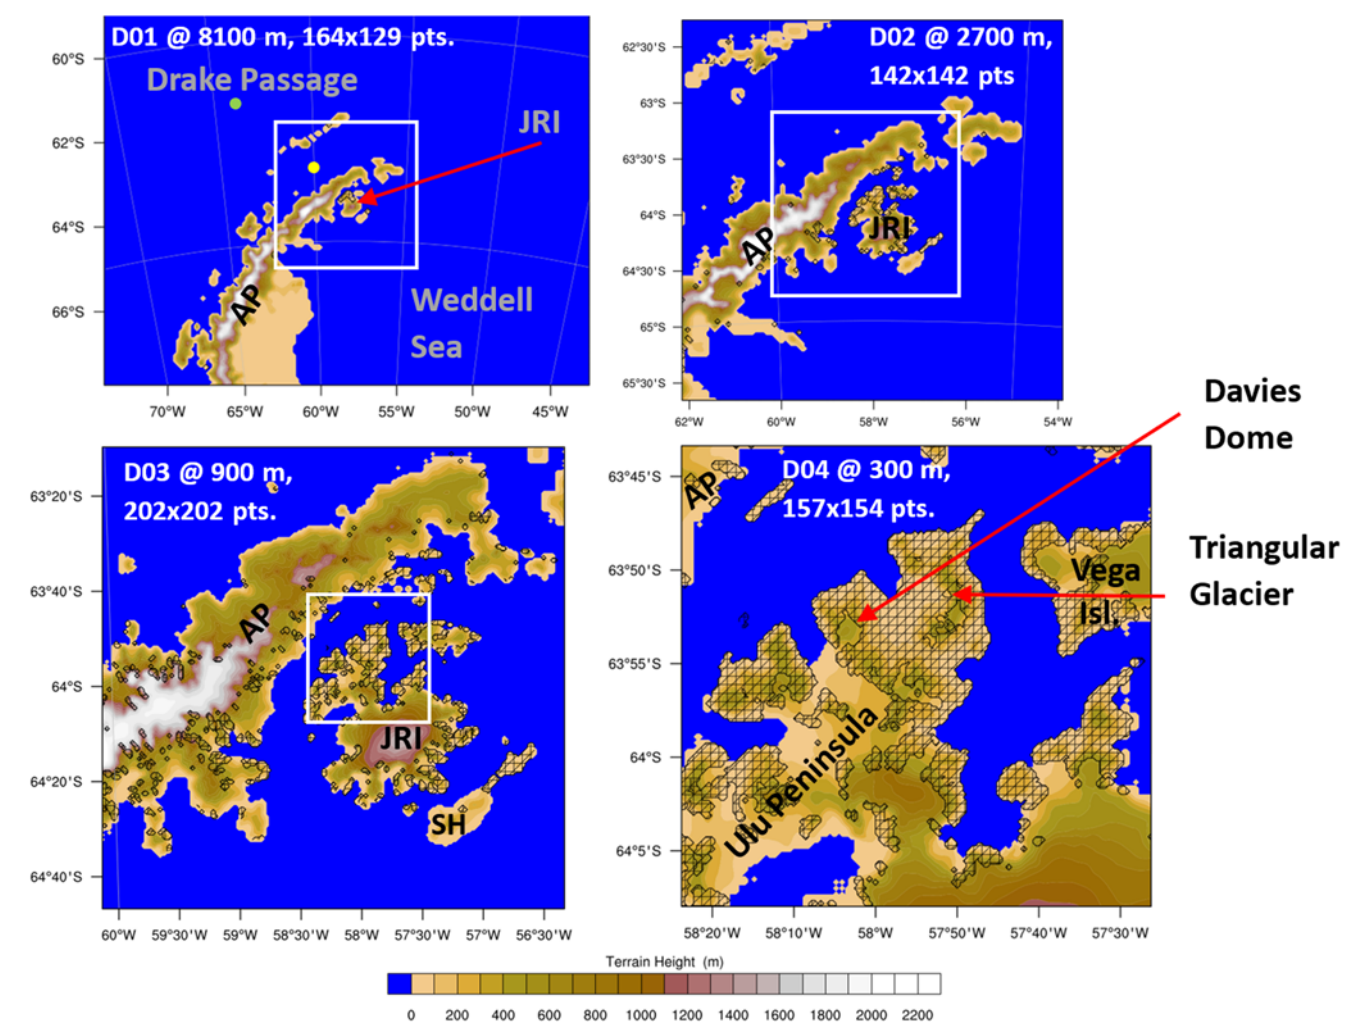 D01 @ 8100 m, 164x129 pts.
Drake Passage
JRI
AP
Weddell
Sea
60°S
62°S
64°S
66°S
70°W 65°W 60°W 55°W 50°W 45°W
D02 @ 2700 m,
142x142 pts
AP
JRI
62°30'S
63°S
63°30'S
64°S
64°30'S
65°S
65°30'S
62°W 60°W 58°W 56°W 54°W
D03 @ 900 m,
202x202 pts.
AP
JRI
SH
63°20'S
63°40'S
64°S
64°20'S
64°40'S
60°W 59°30'W 59°W 58°30'W 58°W 57°30'W 57°W 56°30'W
D04 @ 300 m,
157x154 pts.
AP
Vega
Isl.
Ulu Peninsula
63°45'S
63°50'S
63°55'S
64°S
64°5'S
58°20'W 58°10'W 58°W 57°50'W 57°40'W 57°30'W
Davies
Dome
Triangular
Glacier
Terrain Height (m)
0 200 400 600 800 1000 1200 1400 1600 1800 2000 2200